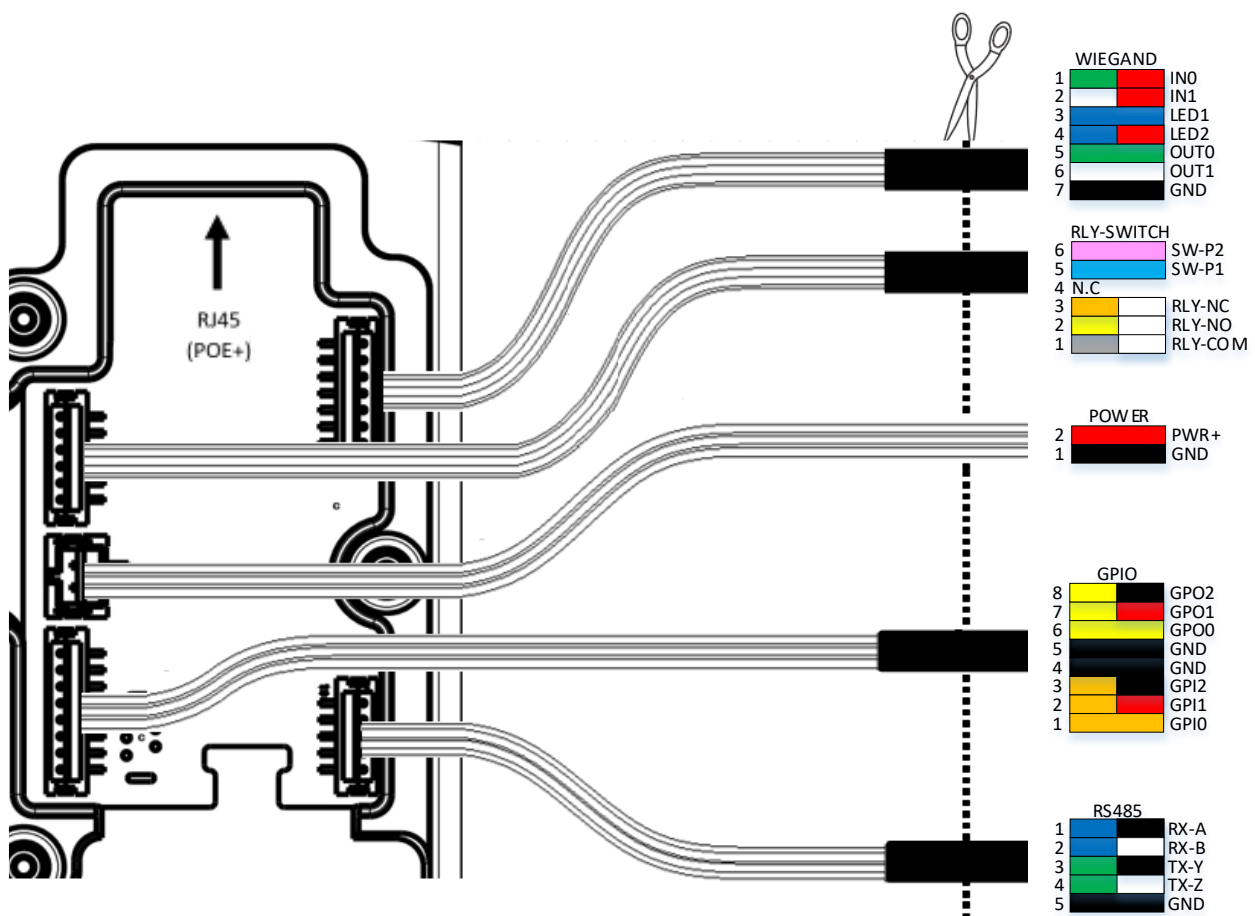 RJ45
(POE+)
WIEGAND
1 IN0
2 IN1
3 LED1
4 LED2
5 OUT0
6 OUT1
7 GND
RLY-SWITCH
6 SW-P2
5 SW-P1
4 N.C
3 RLY-NC
2 RLY-NO
1 RLY-COM
POWER
2 PWR+
1 GND
GPIO
8 GPO2
7 GPO1
6 GPO0
5 GND
4 GND
3 GPI2
2 GPI1
1 GPI0
RS485
1 RX-A
2 RX-B
3 TX-Y
4 TX-Z
5 GND